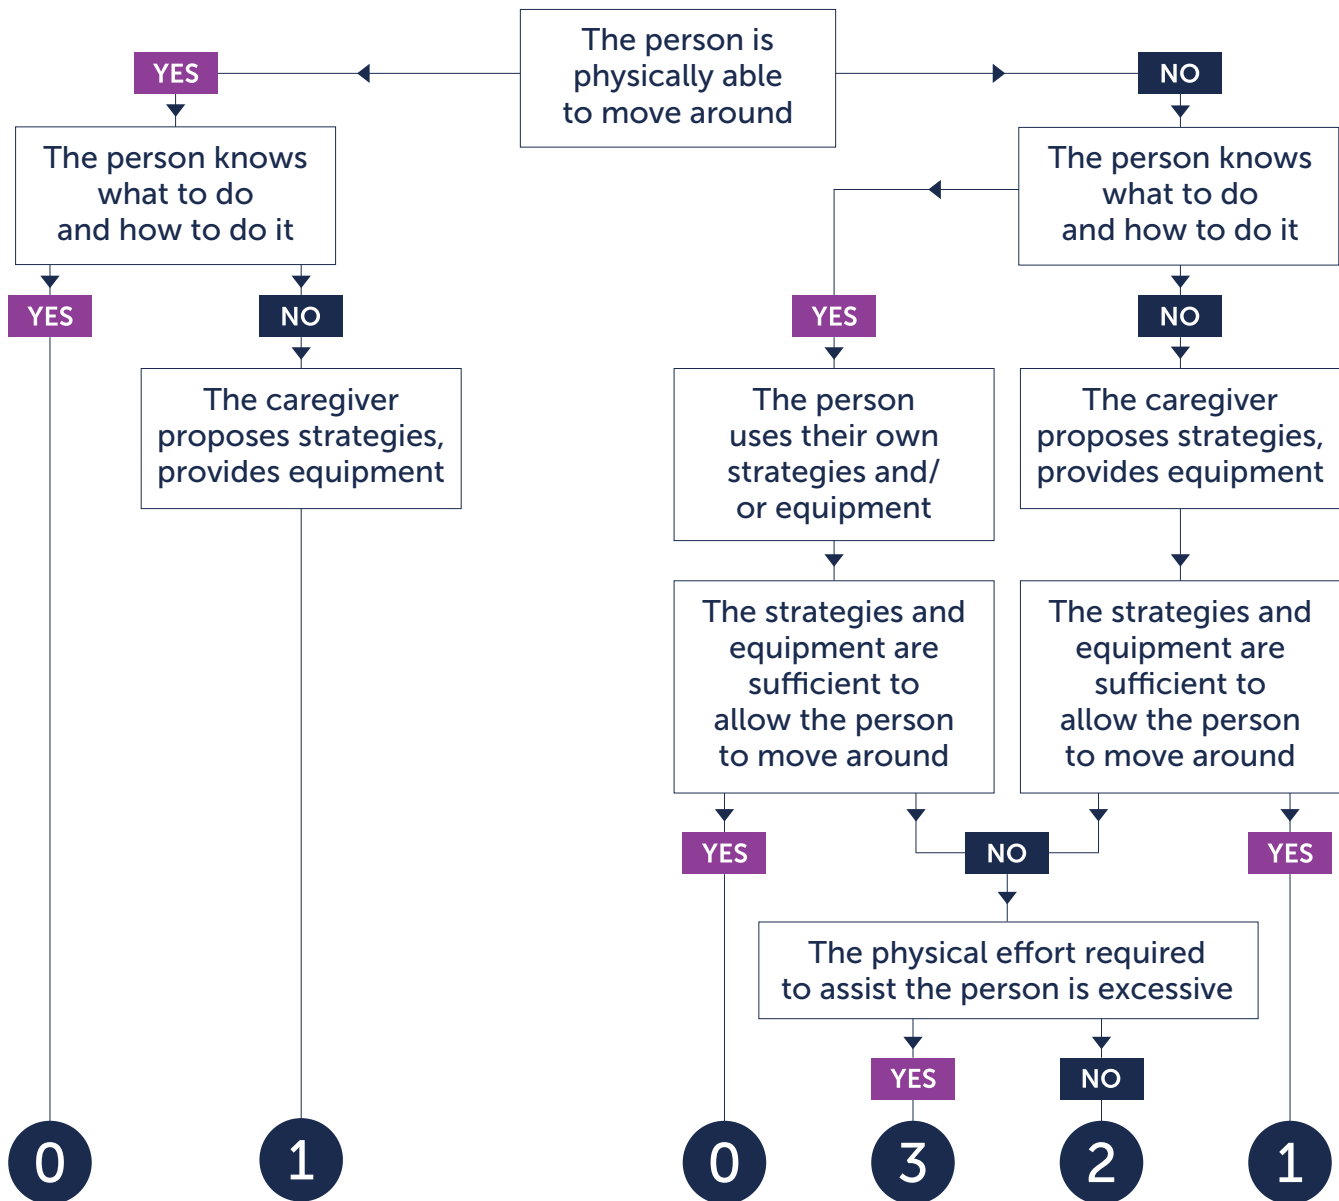 The person is
physically able
to move around
YES
NO
The person knows
what to do
and how to do it
The person knows
what to do
and how to do it
YES
NO
YES
NO
The caregiver
proposes strategies,
provides equipment
The person
uses their own
strategies and/
or equipment
The caregiver
proposes strategies,
provides equipment
The strategies and
equipment are
sufficient to
allow the person
to move around
The strategies and
equipment are
sufficient to
allow the person
to move around
YES
NO
YES
The physical effort required
to assist the person is excessive
YES
NO
0
1
0
3
2
1